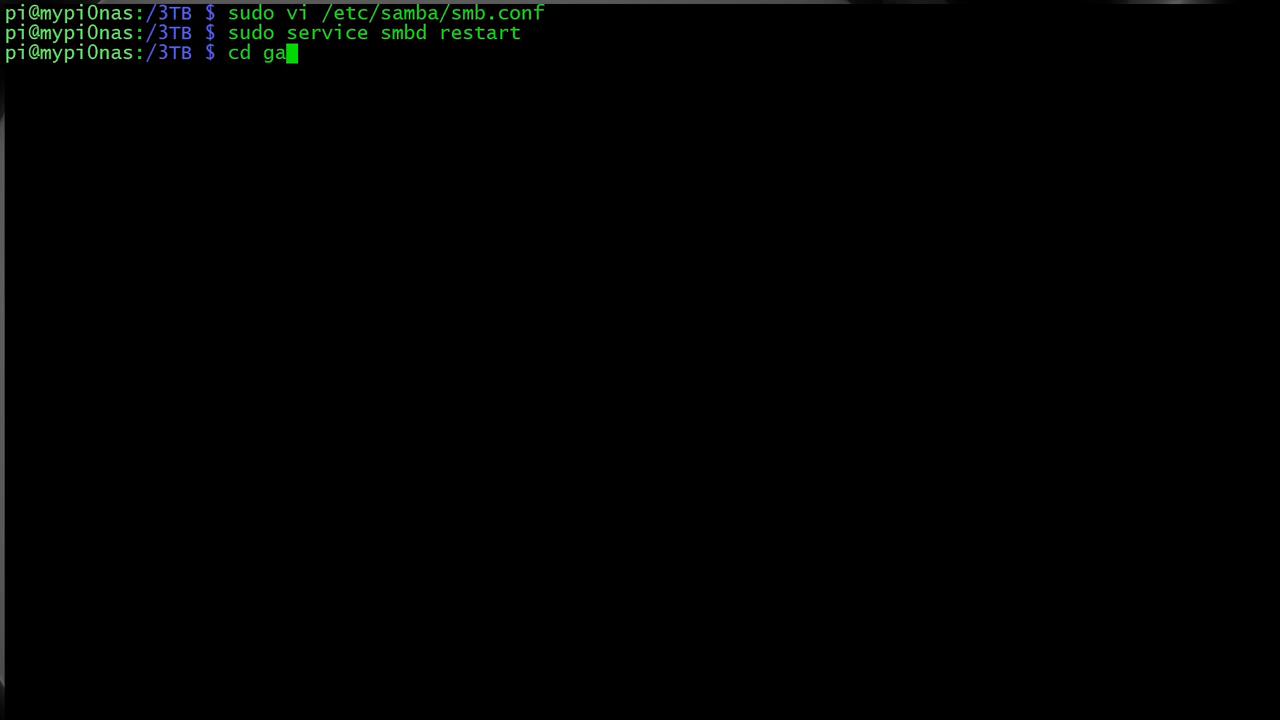 pi@mypi0nas:/3TB $ sudo vi /etc/samba/smb.conf
pi@mypi0nas:/3TB $ sudo service smbd restart
pi@mypi0nas:/3TB $ cd ga